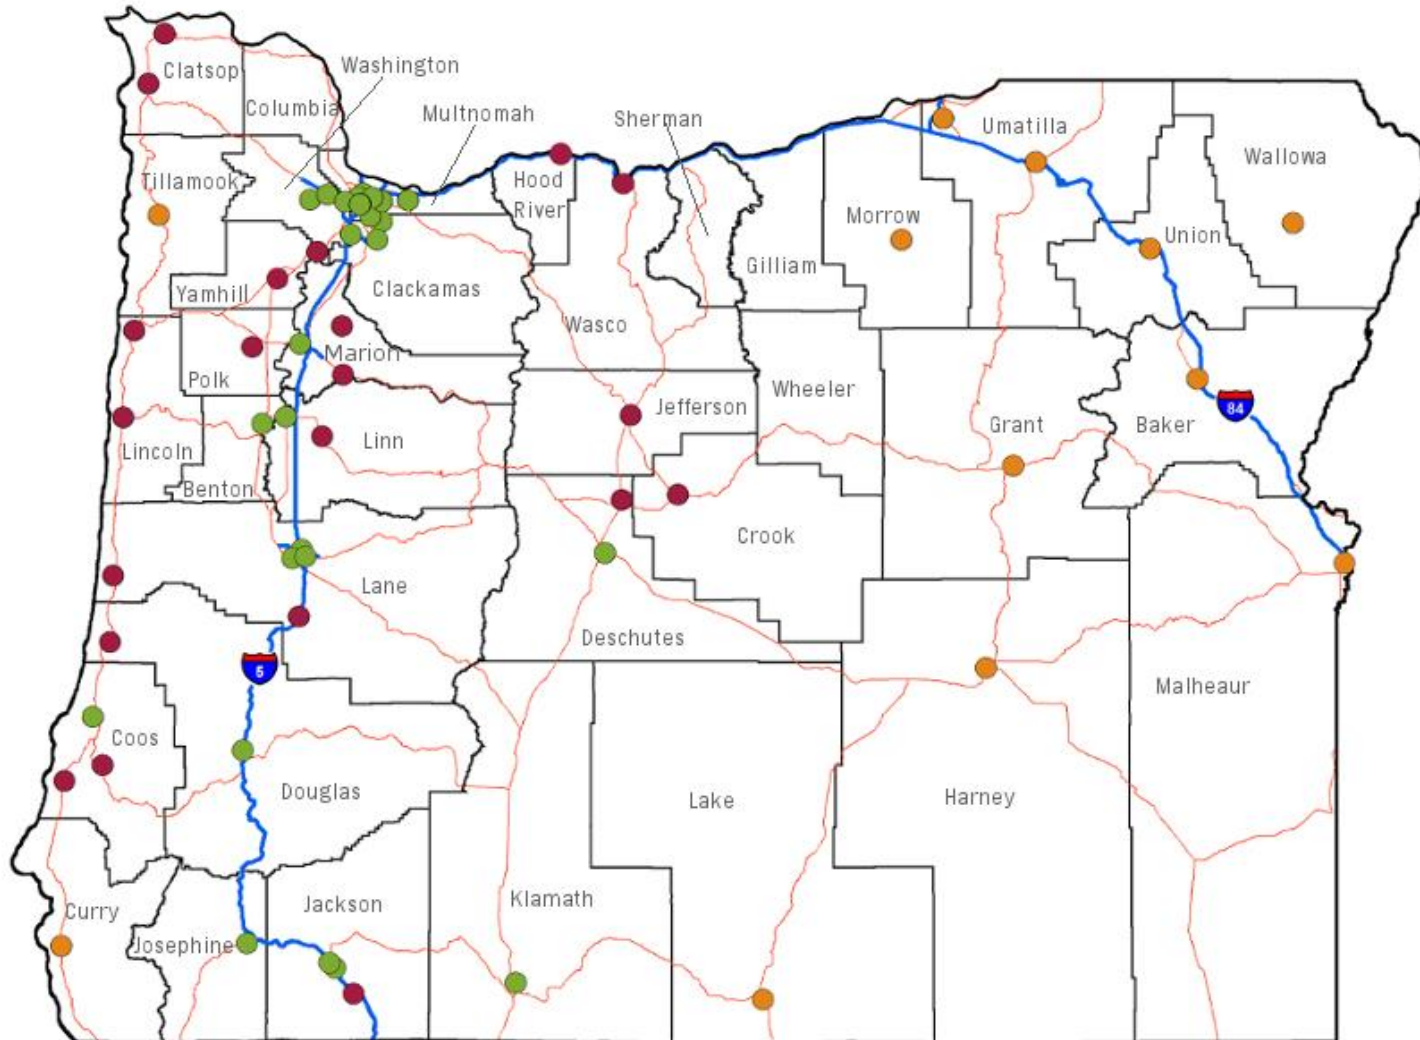 Washington
Clatsop
Columbia
Multnomah
Sherman
Umatilla
Wallowa
Tillamook
Hood
River
Morrow
Union
Gilliam
Yamhill
Clackamas
Wasco
Marion
Polk
Wheeler
Jefferson
84
Grant
Baker
Linn
Lincoln
Benton
Crook
Lane
Deschutes
5
Malheaur
Coos
Douglas
Lake
Harney
Klamath
Jackson
Curry
Josephine